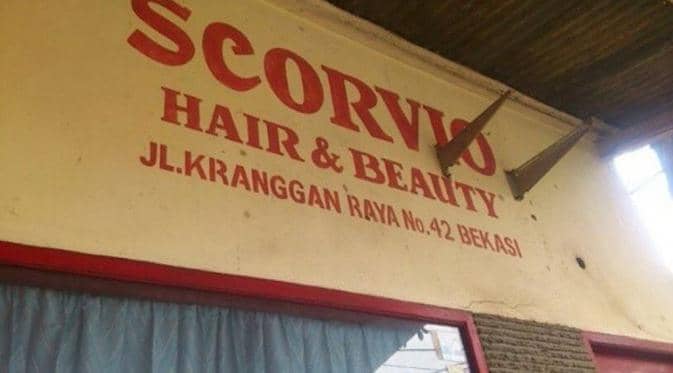 SCORVIO
HAIR & BEAUTY
JL.KRANGGAN RAYA No.42 BEKASI